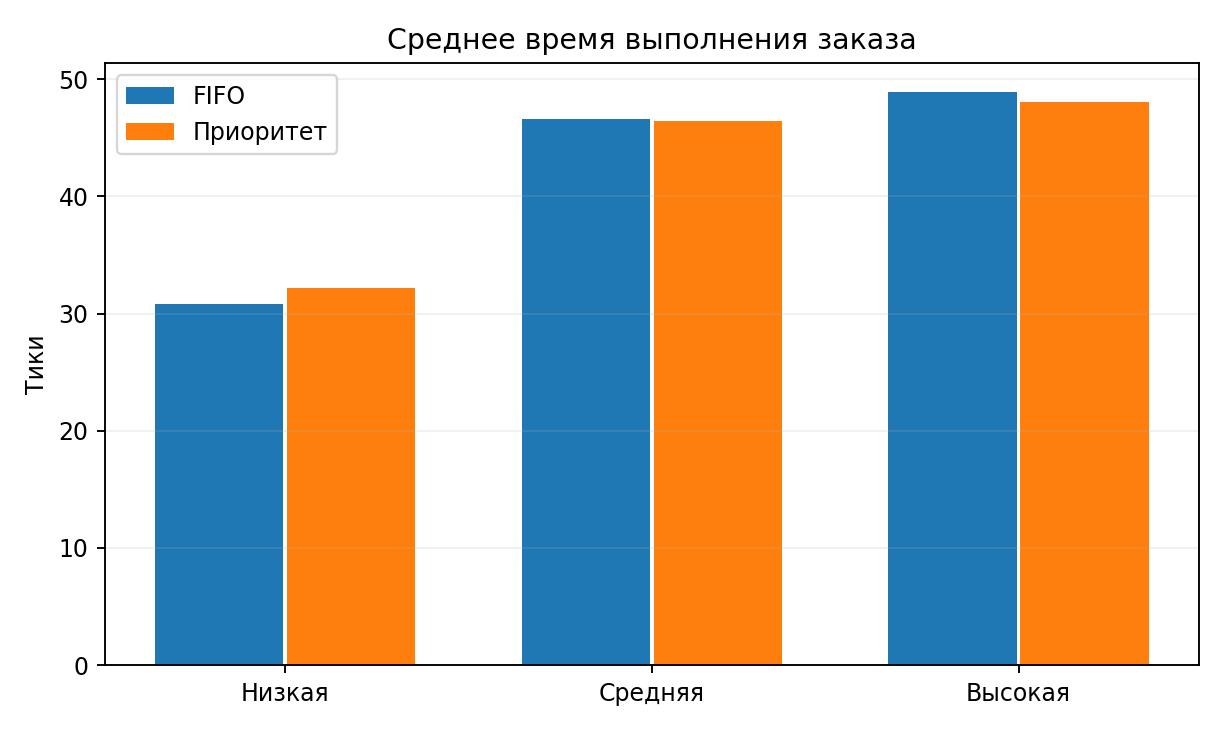 Среднее время выполнения заказа
FIFO
Приоритет
Тики
50
40
30
20
10
0
Низкая
Средняя
Высокая